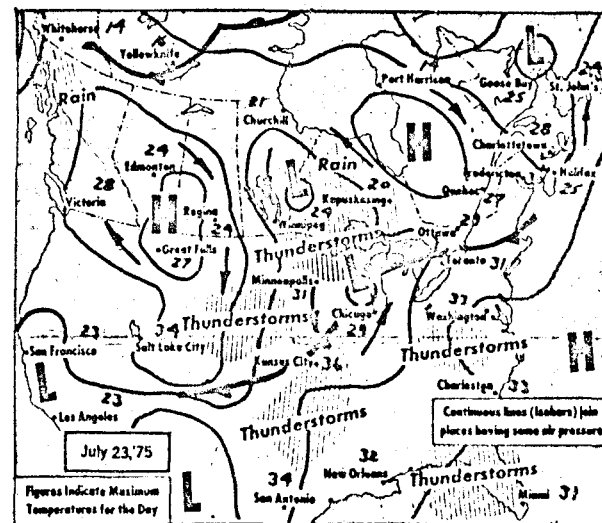 Whitehorse 14
Yellowknife
Port Harrison
Goose Bay
25
24
St. John's
Rain
21
Churchill
L
H
28
Charlottetown
Fredericton
Halifax
25
24
Edmonton
Rain
20
Kapuskasing
Quebec
27
28
Victoria
H
Regina
24
L
Winnipeg
Great Falls
27
Ottawa
Toronto
31
Thunderstorms
Minneapolis
31
Washington
23
34
Thunderstorms
Chicago
29
San Francisco
Salt Lake City
Kansas City
36
Thunderstorms
H
L
23
Charleston
33
Los Angeles
Continuous lines (Isobars) join
places having same air pressure
Thunderstorms
July 23,'75
32
New Orleans
Thunderstorms
34
San Antonio
L
Miami
Figures Indicate Maximum
Temperatures for the Day